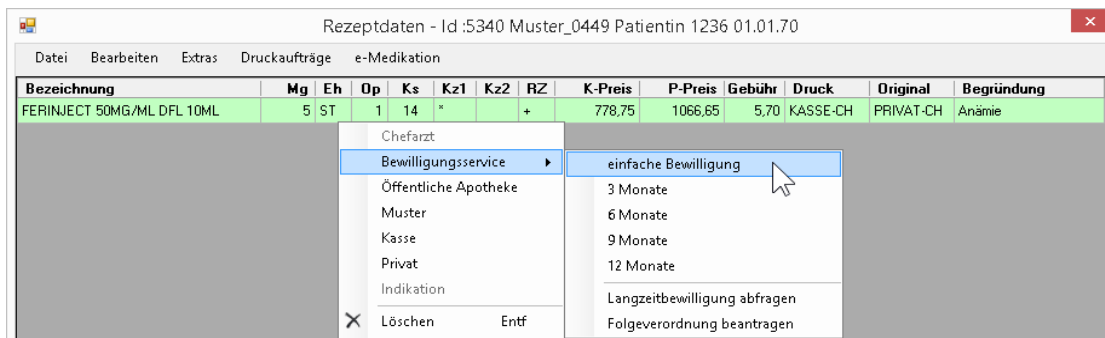 Rezeptdaten - Id :5340 Muster_0449 Patientin 1236 01.01.70
Datei Bearbeiten Extras Druckaufträge e-Medikation
Bezeichnung Mg Eh Op Ks Kz1 Kz2 RZ K-Preis P-Preis Gebühr Druck Original Begründung
FERINJECT 50MG/ML DFL 10ML 5 ST 1 14 * + 778,75 1066,65 5,70 KASSE-CH PRIVAT-CH Anämie
Chefarzt
Bewilligungsservice
Öffentliche Apotheke
Muster
Kasse
Privat
Indikation
Löschen Entf
einfache Bewilligung
3 Monate
6 Monate
9 Monate
12 Monate
Langzeitbewilligung abfragen
Folgeverordnung beantragen